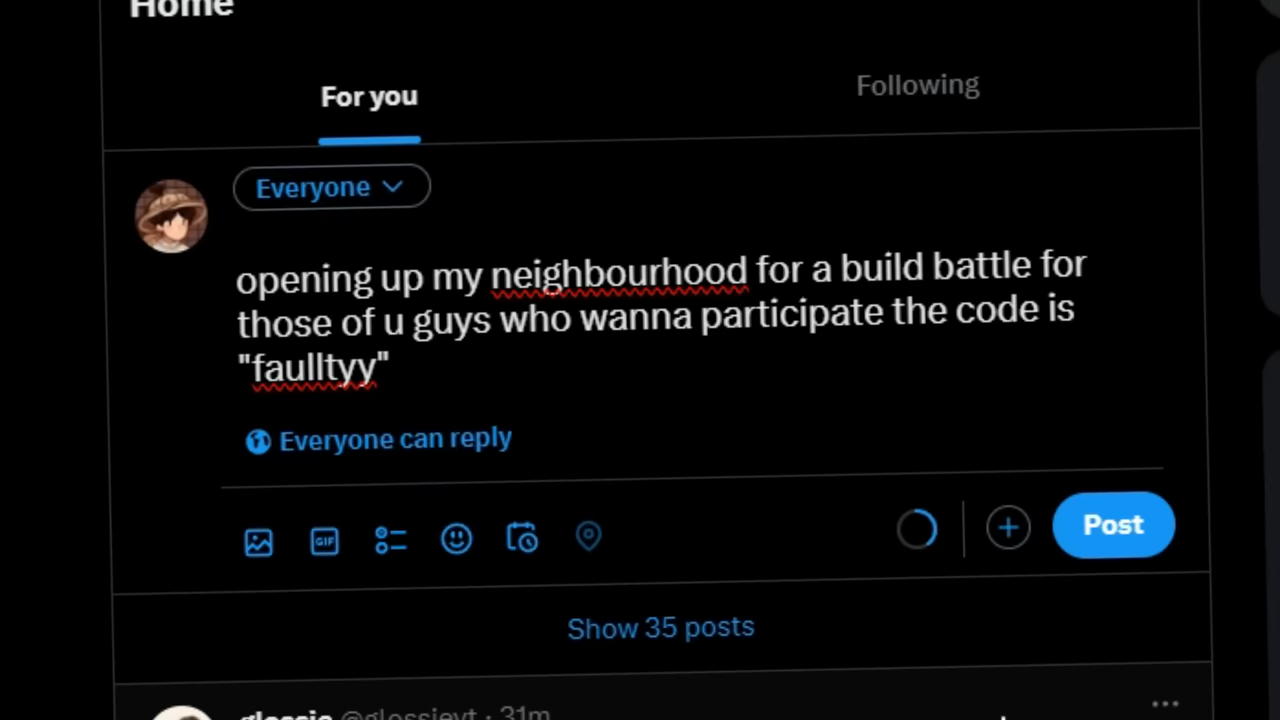 Home
For you
Following
Everyone
opening up my neighbourhood for a build battle for
those of u guys who wanna participate the code is
"faulltyy"
Everyone can reply
GIF
Post
Show 35 posts
glossie @glossieyt · 31m